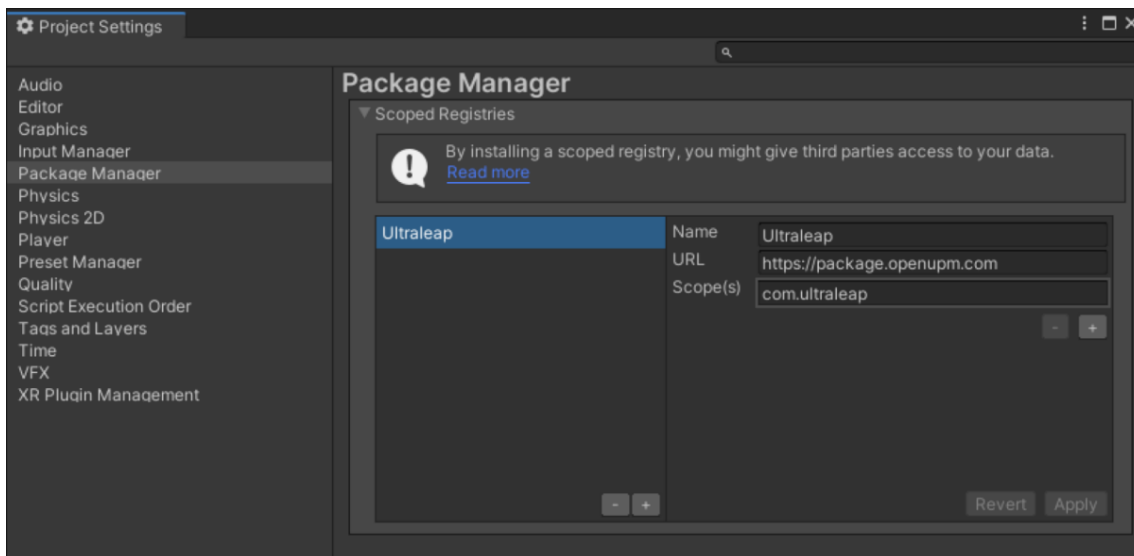 Project Settings
Audio
Editor
Graphics
Input Manager
Package Manager
Physics
Physics 2D
Player
Preset Manager
Quality
Script Execution Order
Tags and Layers
Time
VFX
XR Plugin Management
Package Manager
Scoped Registries
By installing a scoped registry, you might give third parties access to your data.
Read more
Ultraleap
Name Ultraleap
URL https://package.openupm.com
Scope(s) com.ultraleap
- +
- +
Revert Apply